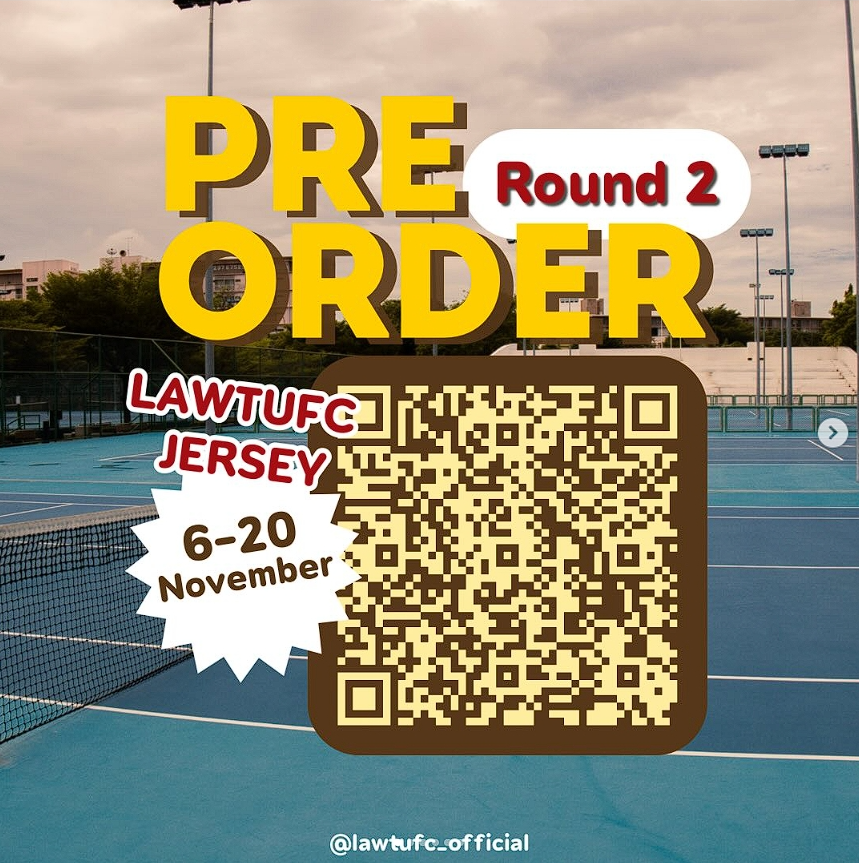 PRE
Round 2
ORDER
LAWTUFC
JERSEY
6-20
November
@lawtufc_official